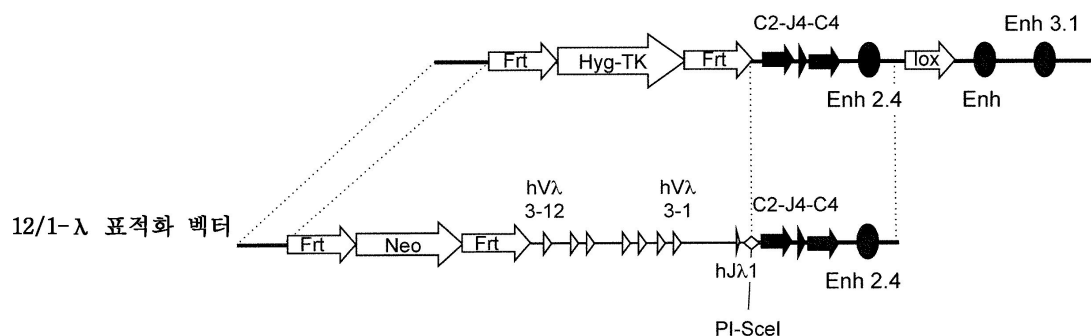 Enh 3.1
C2-J4-C4
Frt Hyg-TK Frt lox
Enh 2.4 Enh
hVλ 3-12
hVλ 3-1
C2-J4-C4
12/1-λ 표적화 벡터
Frt Neo Frt
hJλ1
Enh 2.4
PI-SceI